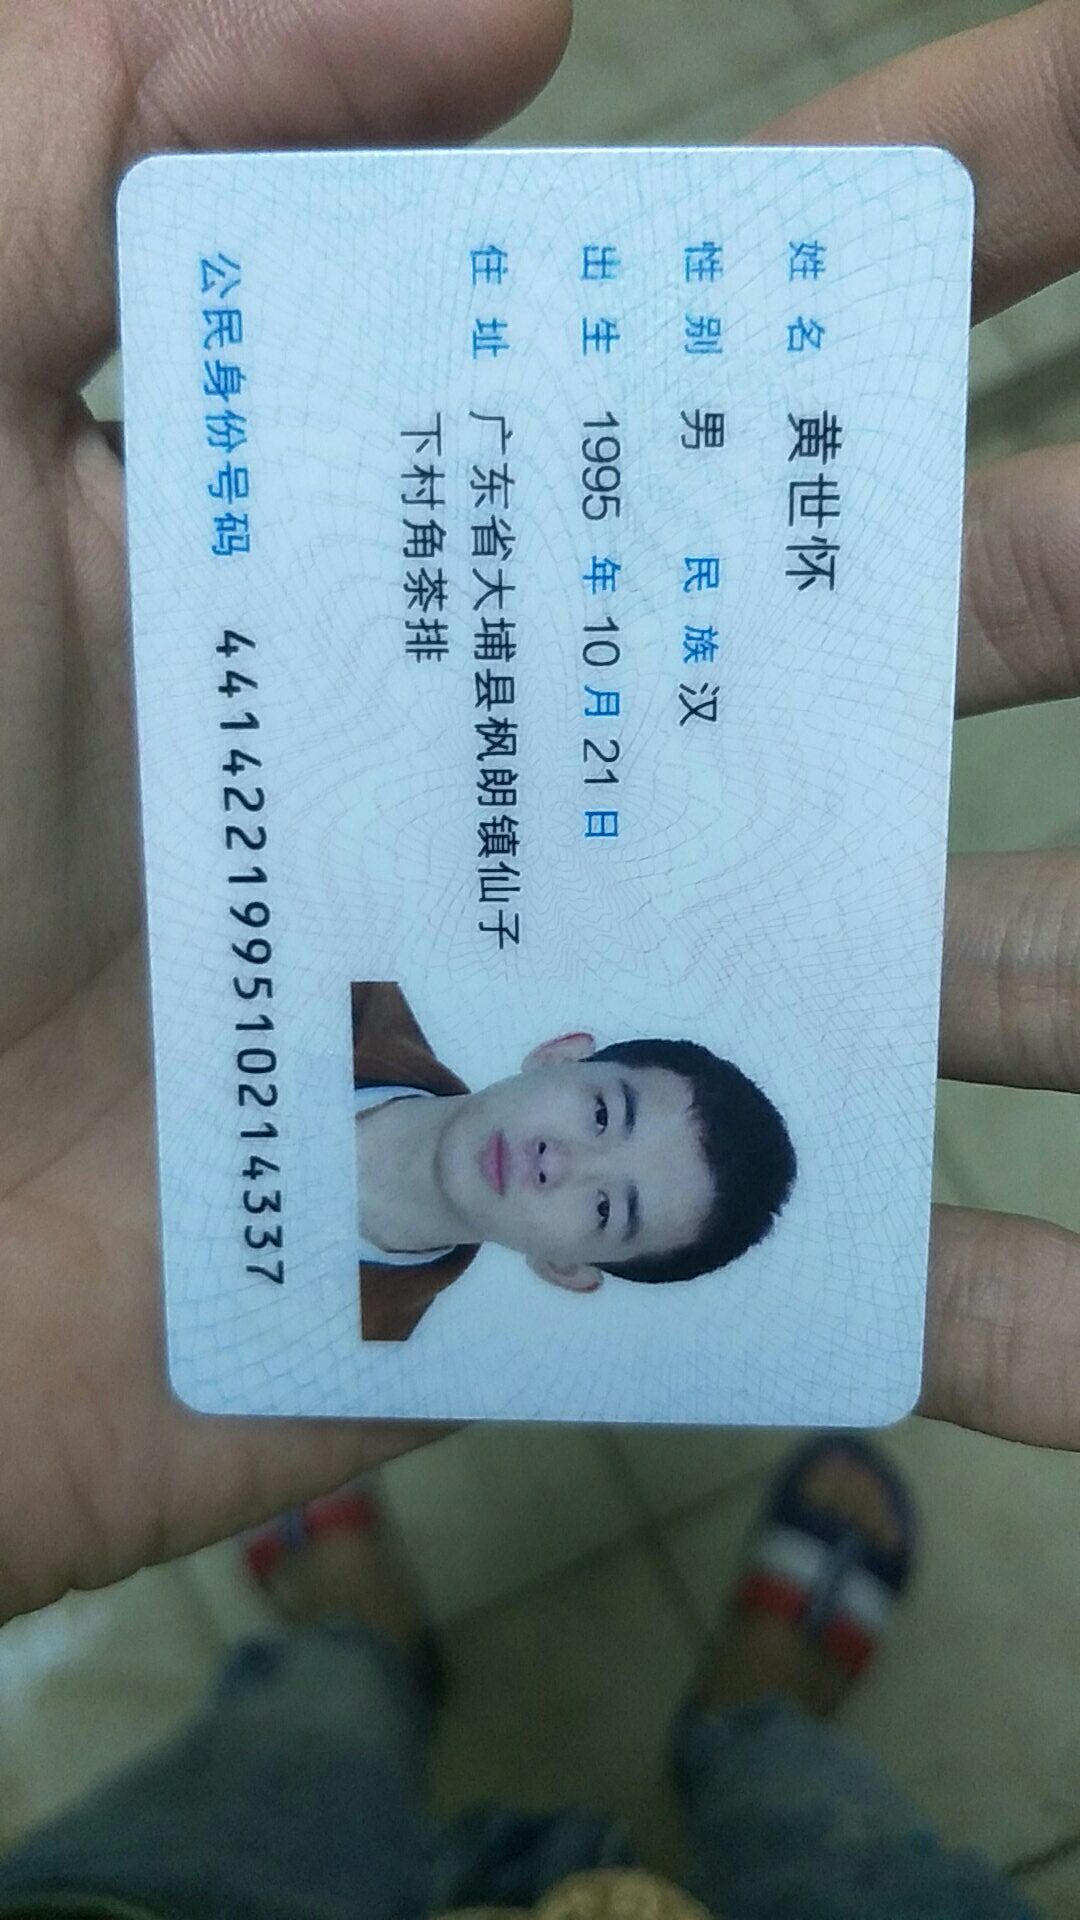 姓名 黄世怀
性别 男 民族 汉
出生 1995 年 10 月 21 日
住址 广东省大埔县枫朗镇仙子
下村角茶排
公民身份号码 441422199510214337